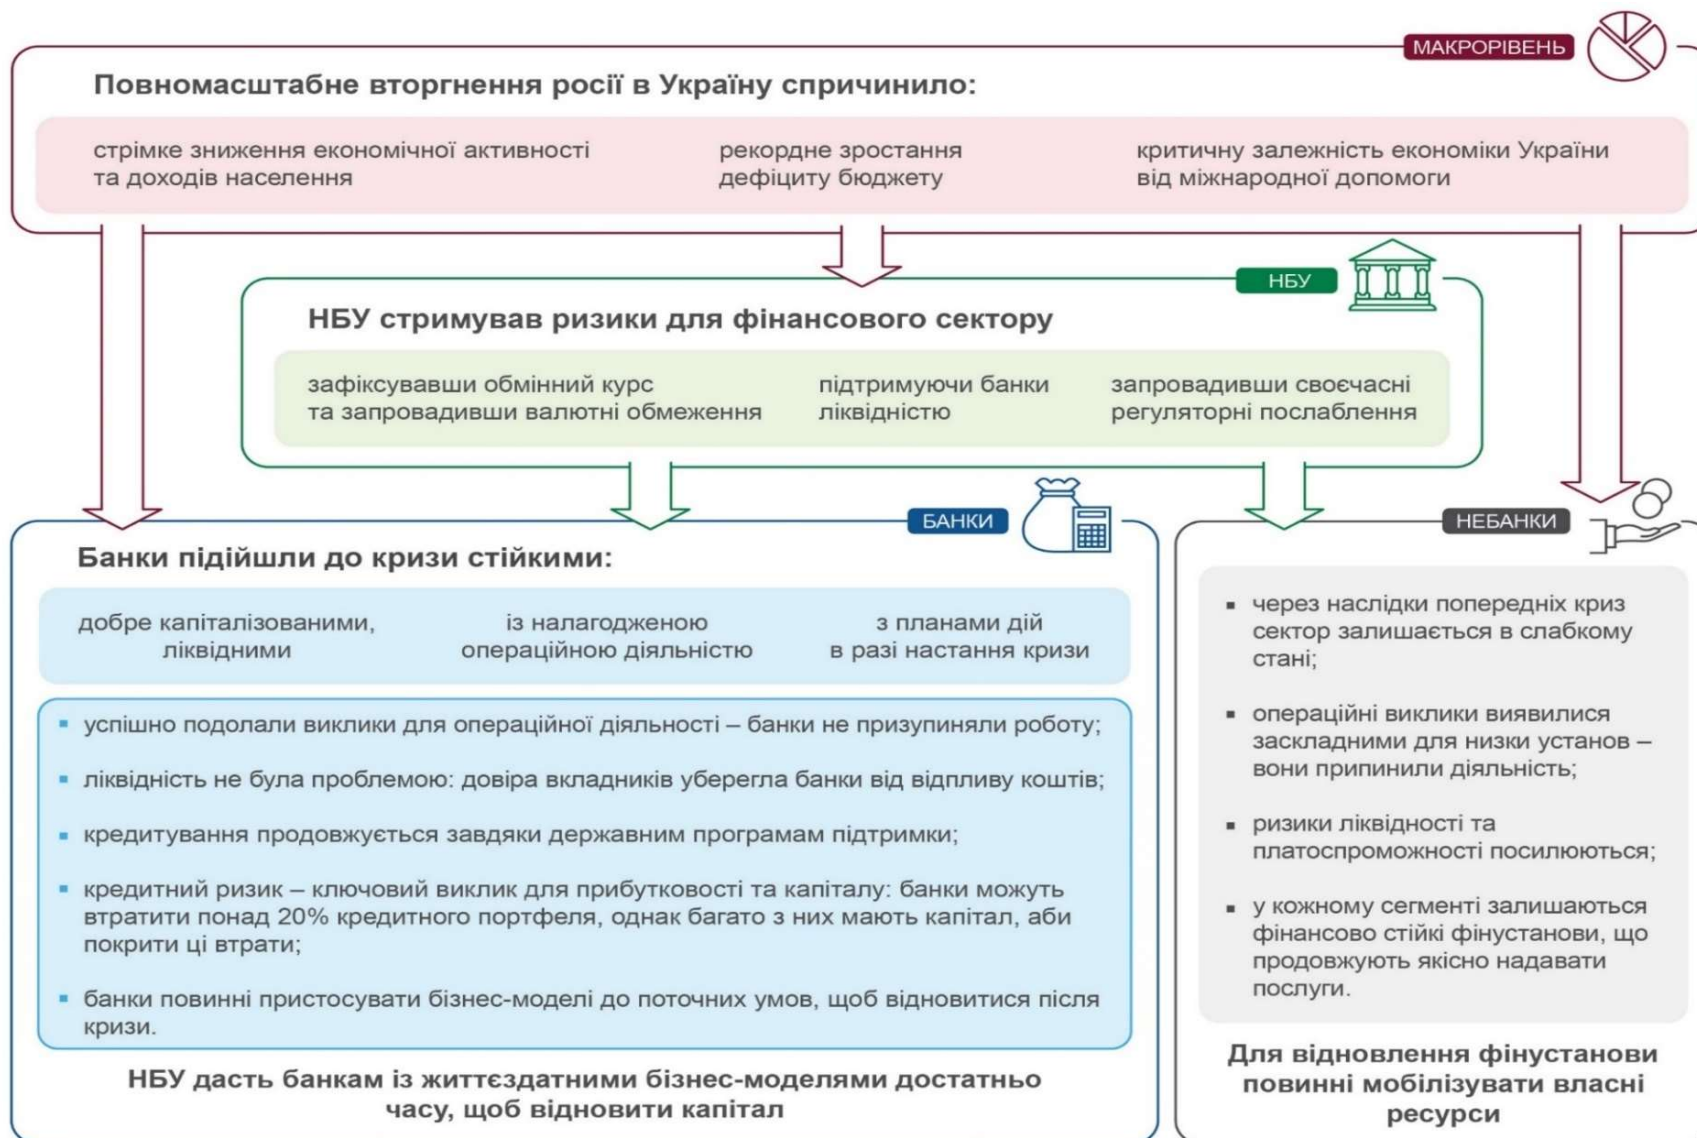 МАКРОРІВЕНЬ
Повномасштабне вторгнення росії в Україну спричинило:
стрімке зниження економічної активності
та доходів населення
рекордне зростання
дефіциту бюджету
критичну залежність економіки України
від міжнародної допомоги
НБУ
НБУ стримував ризики для фінансового сектору
зафіксувавши обмінний курс
та запровадивши валютні обмеження
підтримуючи банки
ліквідністю
запровадивши своєчасні
регуляторні послаблення
БАНКИ
Банки підійшли до кризи стійкими:
добре капіталізованими,
ліквідними
із налагодженою
операційною діяльністю
з планами дій
в разі настання кризи
▪ успішно подолали виклики для операційної діяльності – банки не призупиняли роботу;
▪ ліквідність не була проблемою: довіра вкладників уберегла банки від відпливу коштів;
▪ кредитування продовжується завдяки державним програмам підтримки;
▪ кредитний ризик – ключовий виклик для прибутковості та капіталу: банки можуть
втратити понад 20% кредитного портфеля, однак багато з них мають капітал, аби
покрити ці втрати;
▪ банки повинні пристосувати бізнес-моделі до поточних умов, щоб відновитися після
кризи.
НБУ дасть банкам із життєздатними бізнес-моделями достатньо
часу, щоб відновити капітал
НЕБАНКИ
▪ через наслідки попередніх криз
сектор залишається в слабкому
стані;
▪ операційні виклики виявилися
заскладними для низки установ –
вони припинили діяльність;
▪ ризики ліквідності та
платоспроможності посилюються;
▪ у кожному сегменті залишаються
фінансово стійкі фінустанови, що
продовжують якісно надавати
послуги.
Для відновлення фінустанови
повинні мобілізувати власні
ресурси